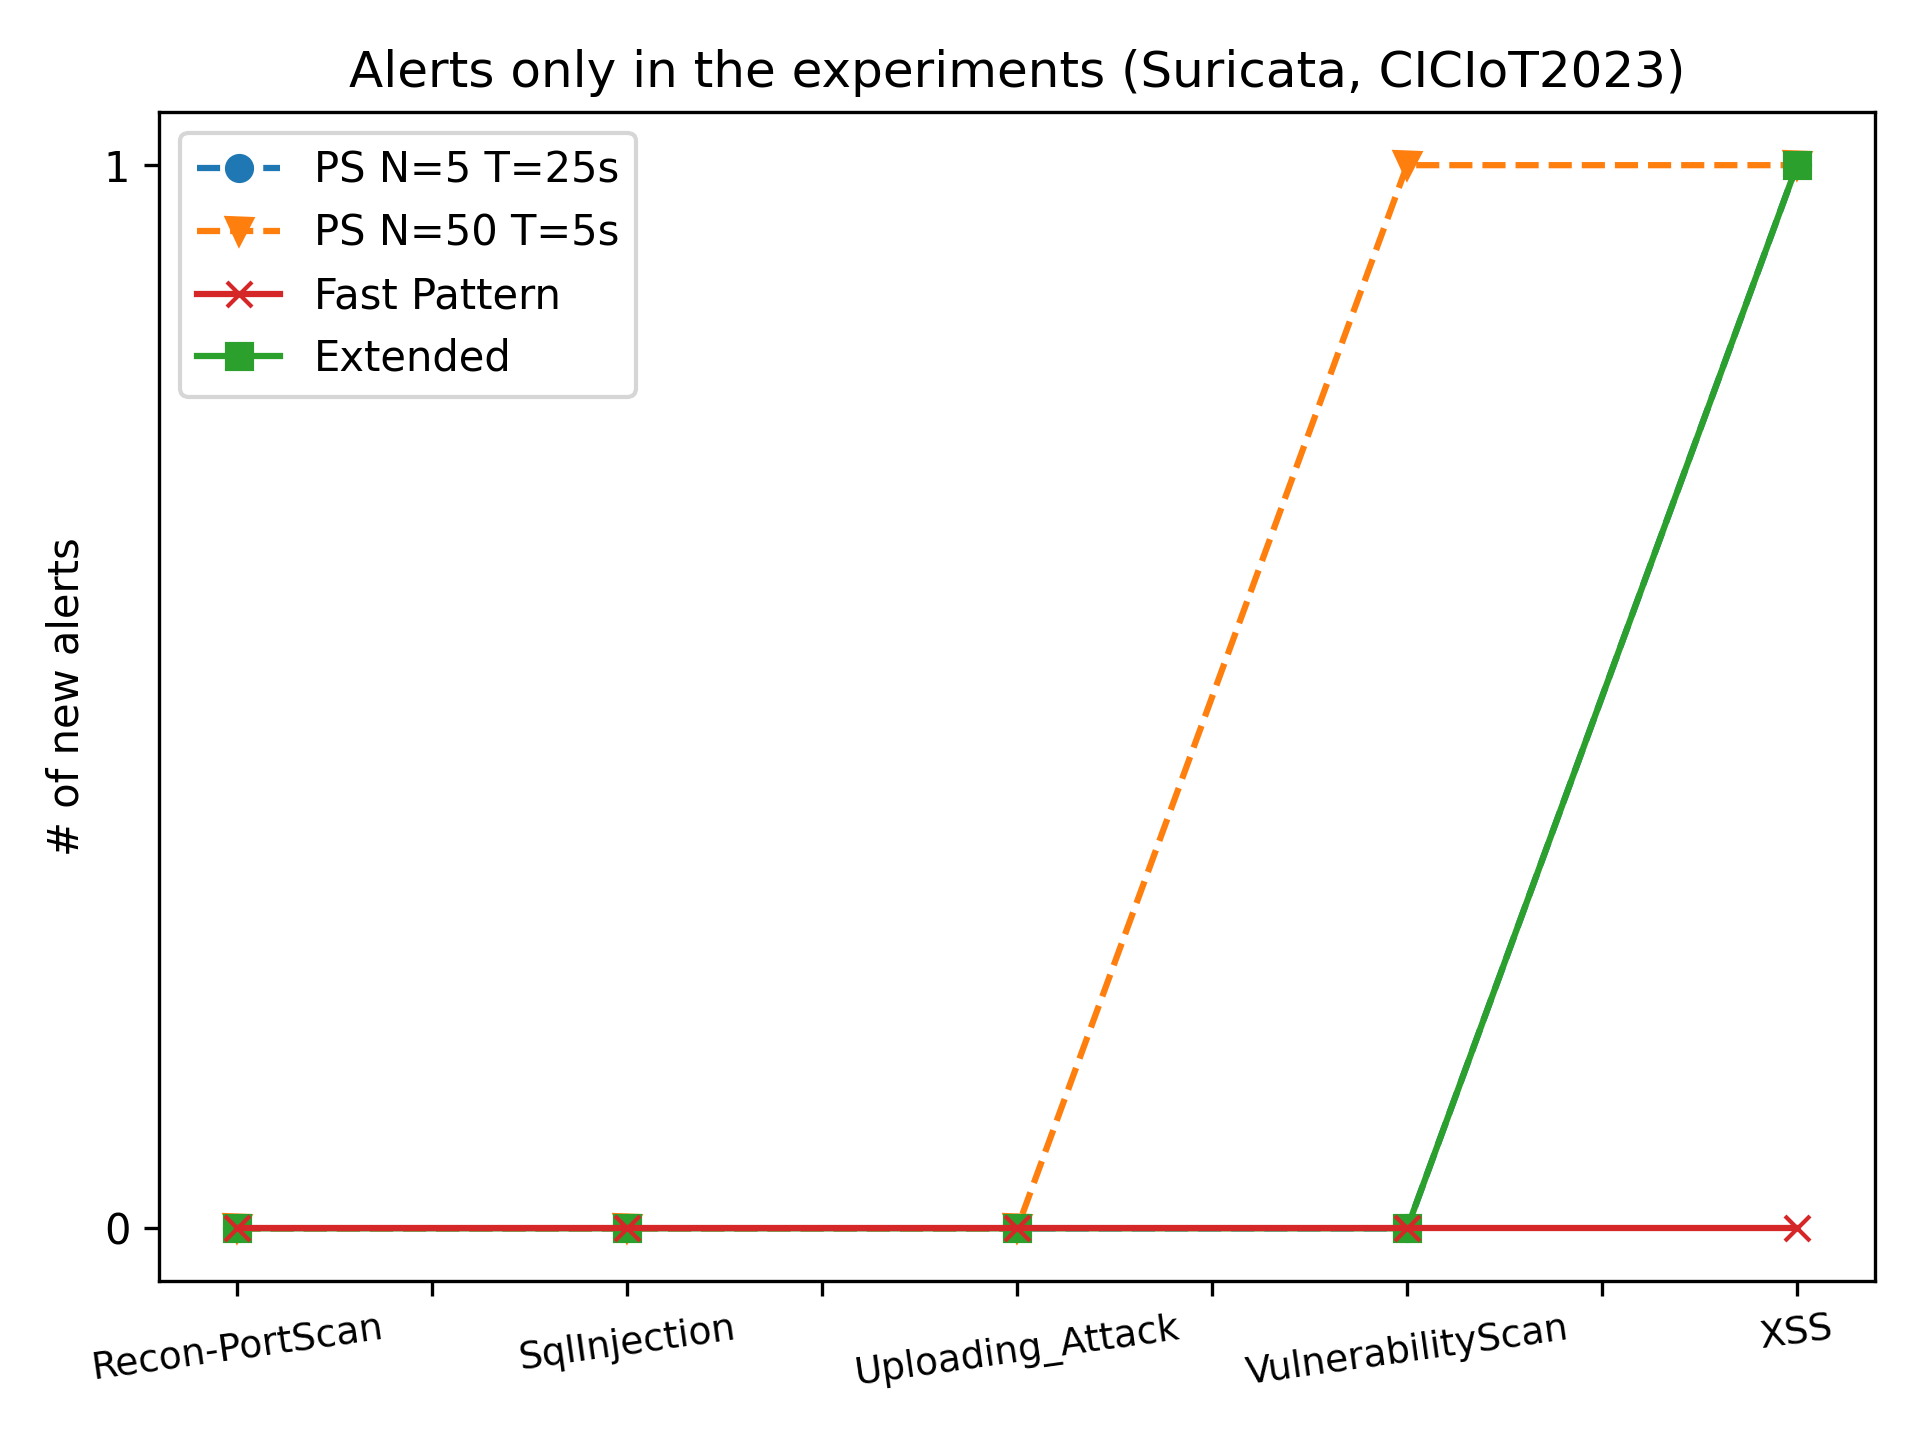 Alerts only in the experiments (Suricata, CICIoT2023)
PS N=5 T=25s
PS N=50 T=5s
Fast Pattern
Extended
# of new alerts
1
0
Recon-PortScan
SqlInjection
Uploading_Attack
VulnerabilityScan
XSS